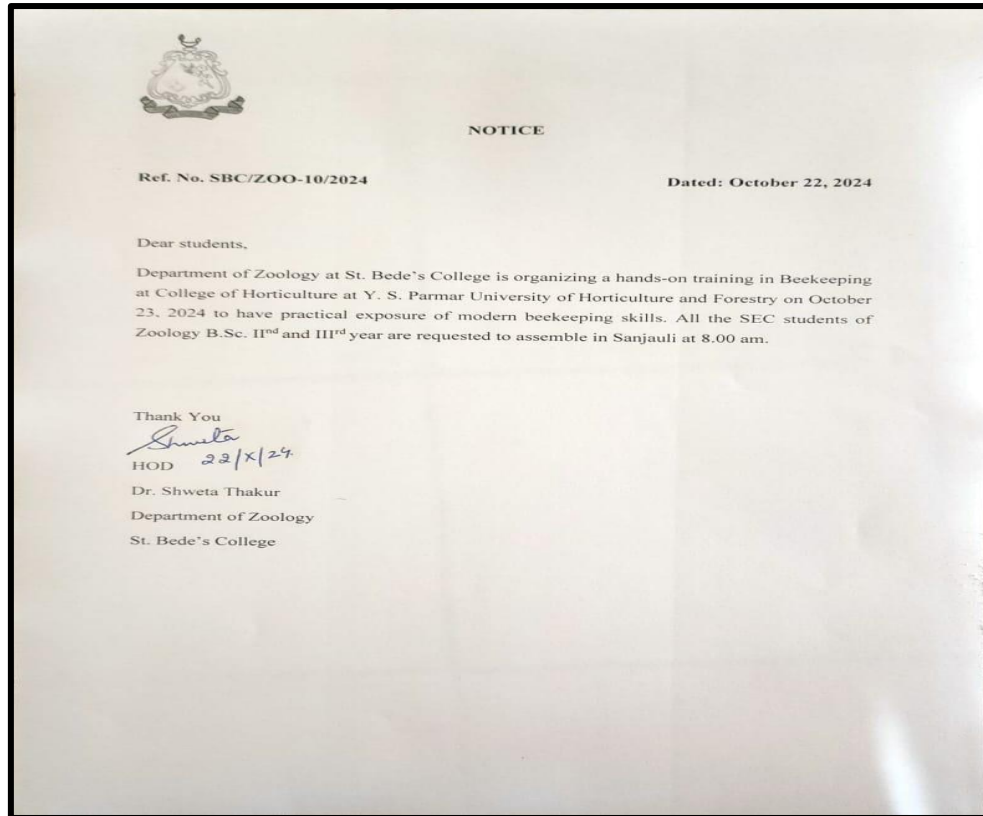 NOTICE
Ref. No. SBC/ZOO-10/2024 Dated: October 22, 2024
Dear students,
Department of Zoology at St. Bede's College is organizing a hands-on training in Beekeeping
at College of Horticulture at Y. S. Parmar University of Horticulture and Forestry on October
23, 2024 to have practical exposure of modern beekeeping skills. All the SEC students of
Zoology B.Sc. IInd and IIIrd year are requested to assemble in Sanjauli at 8.00 am.
Thank You
Shweta
HOD 22/X/24.
Dr. Shweta Thakur
Department of Zoology
St. Bede's College